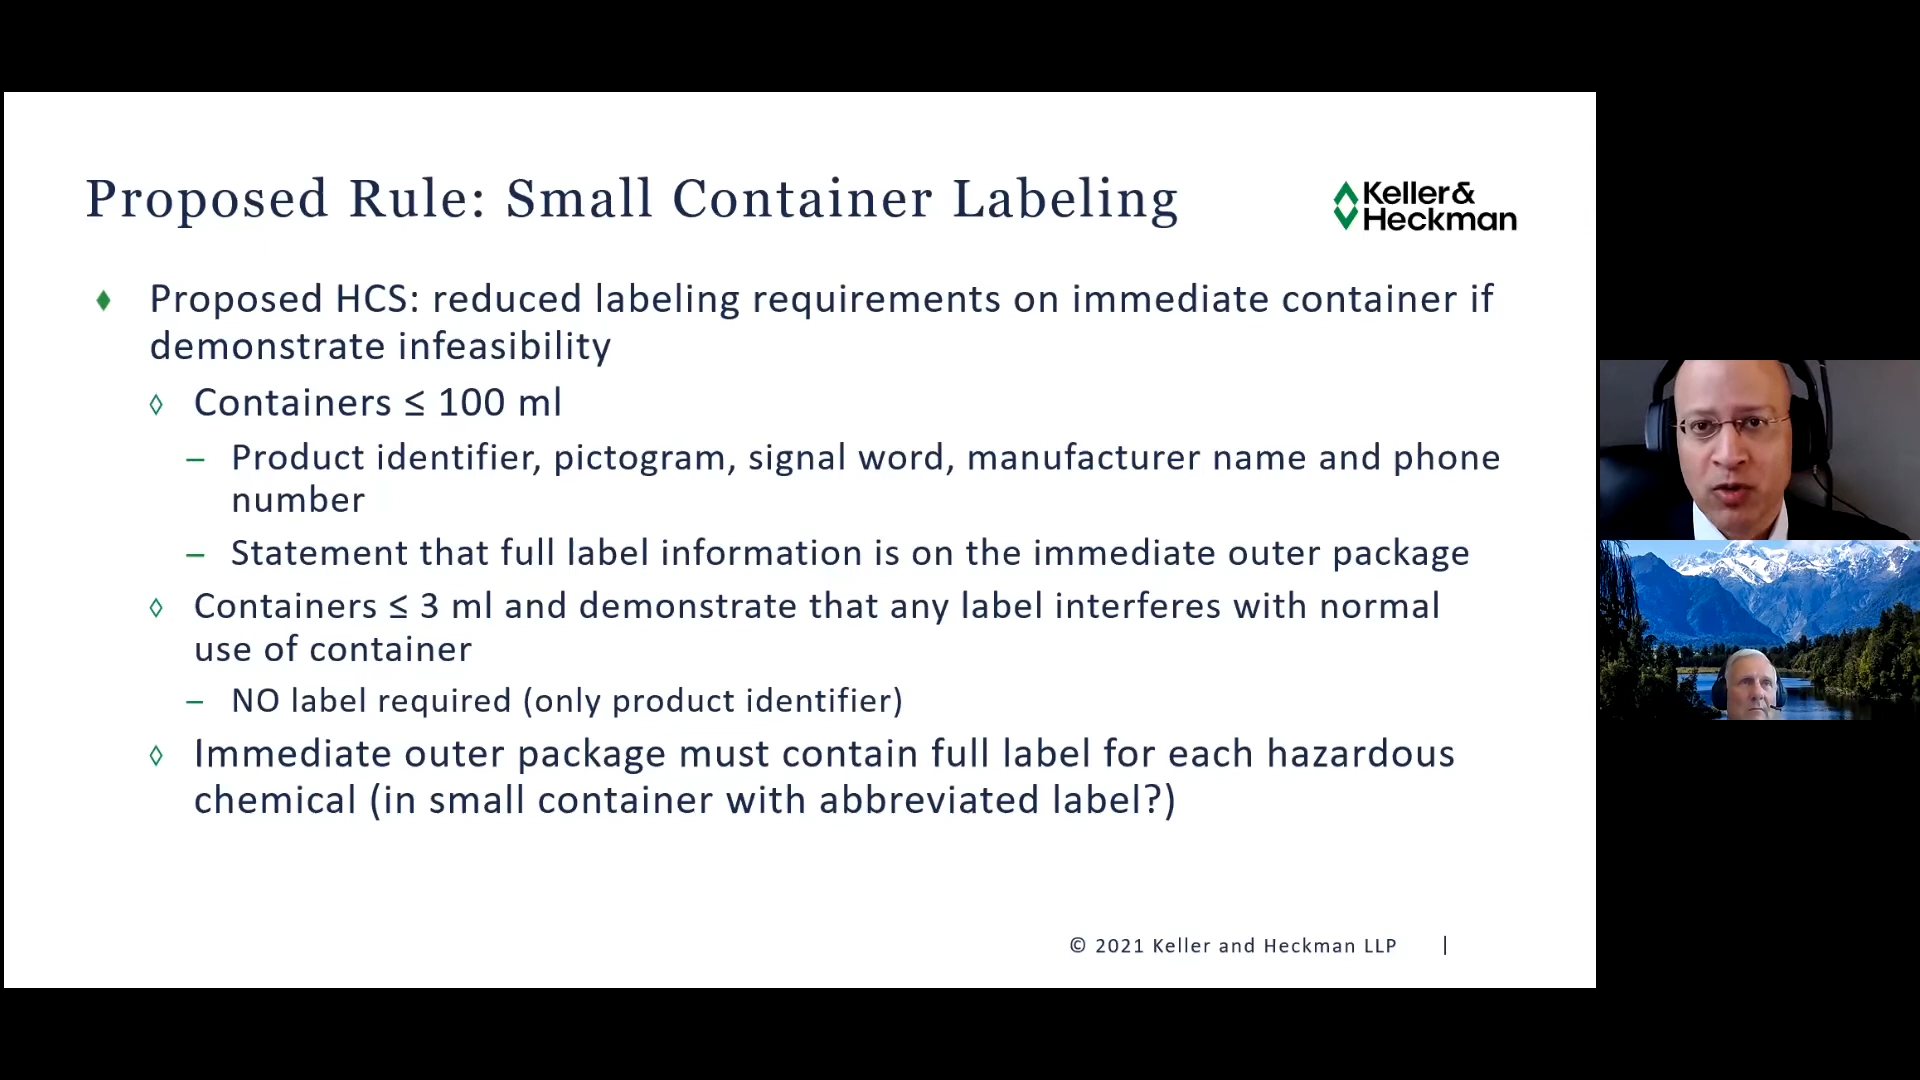 Proposed Rule: Small Container Labeling
Keller&
Heckman
Proposed HCS: reduced labeling requirements on immediate container if
demonstrate infeasibility
Containers ≤ 100 ml
– Product identifier, pictogram, signal word, manufacturer name and phone
number
– Statement that full label information is on the immediate outer package
Containers ≤ 3 ml and demonstrate that any label interferes with normal
use of container
– NO label required (only product identifier)
Immediate outer package must contain full label for each hazardous
chemical (in small container with abbreviated label?)
© 2021 Keller and Heckman LLP |